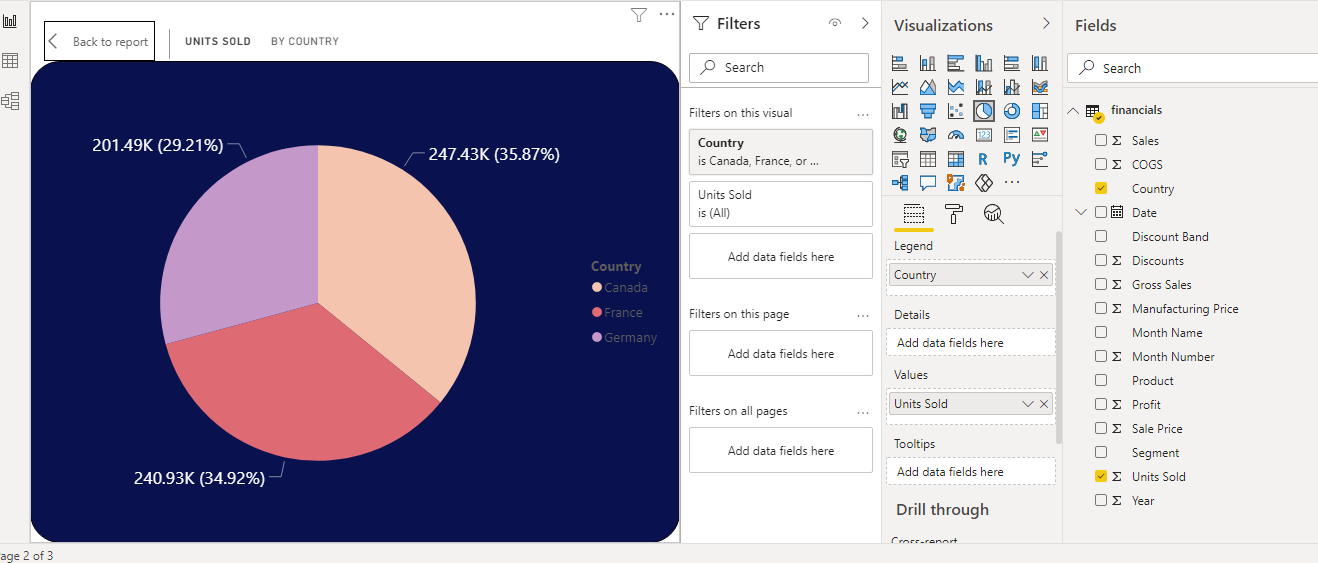 Back to report
UNITS SOLD BY COUNTRY
201.49K (29.21%)
247.43K (35.87%)
240.93K (34.92%)
Country
Canada
France
Germany
Page 2 of 3
Filters
Search
Filters on this visual
Country
is Canada, France, or ...
Units Sold
is (All)
Add data fields here
Filters on this page
Add data fields here
Filters on all pages
Add data fields here
Visualizations
123
R
Py
Legend
Country
Details
Add data fields here
Values
Units Sold
Tooltips
Add data fields here
Drill through
Cross-report
Fields
Search
financials
Σ Sales
Σ COGS
Country
Date
Discount Band
Σ Discounts
Σ Gross Sales
Σ Manufacturing Price
Month Name
Σ Month Number
Product
Σ Profit
Σ Sale Price
Segment
Σ Units Sold
Σ Year